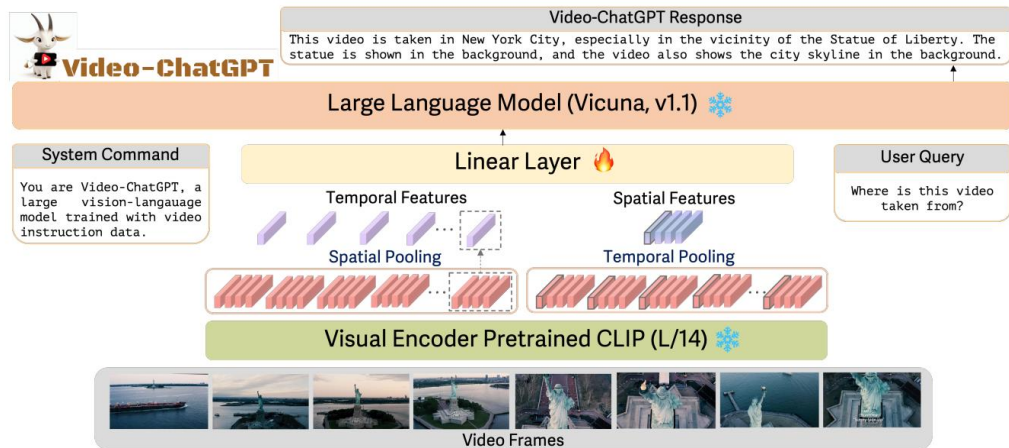 Video-ChatGPT
Video-ChatGPT Response
This video is taken in New York City, especially in the vicinity of the Statue of Liberty. The
statue is shown in the background, and the video also shows the city skyline in the background.
Large Language Model (Vicuna, v1.1)
System Command
You are Video-ChatGPT, a
large vision-langauage
model trained with video
instruction data.
Linear Layer
User Query
Where is this video
taken from?
Temporal Features
Spatial Features
Spatial Pooling
Temporal Pooling
Visual Encoder Pretrained CLIP (L/14)
Video Frames